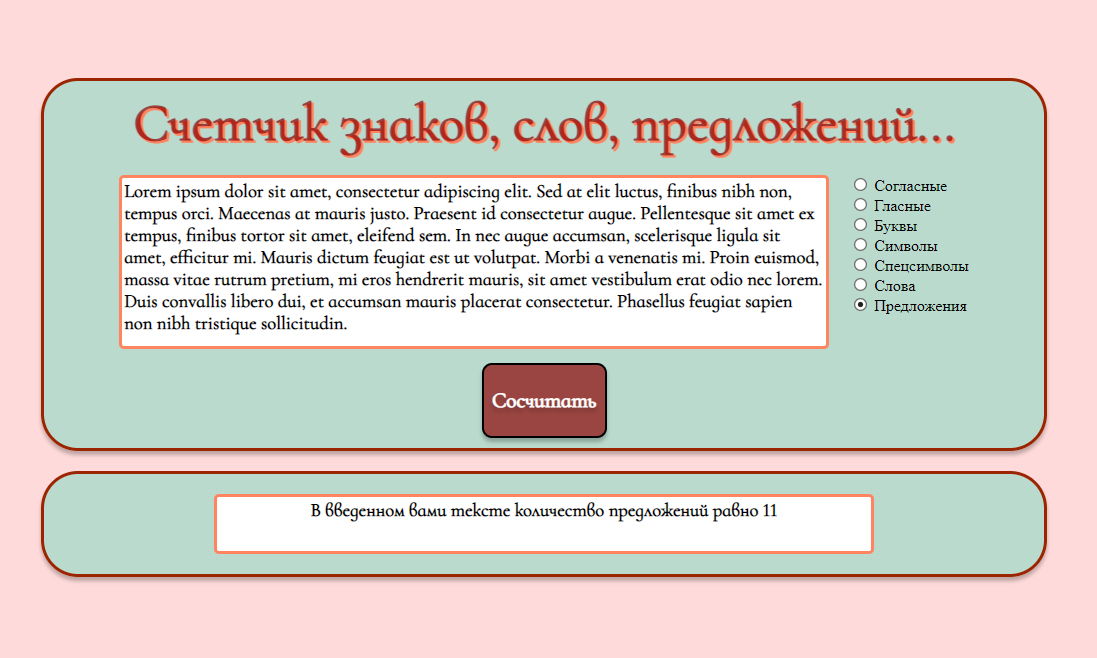 Счетчик знаков, слов, предложений...
Lorem ipsum dolor sit amet, consectetur adipiscing elit. Sed at elit luctus, finibus nibh non,
tempus orci. Maecenas at mauris justo. Praesent id consectetur augue. Pellentesque sit amet ex
tempus, finibus tortor sit amet, eleifend sem. In nec augue accumsan, scelerisque ligula sit
amet, efficitur mi. Mauris dictum feugiat est ut volutpat. Morbi a venenatis mi. Proin euismod,
massa vitae rutrum pretium, mi eros hendrerit mauris, sit amet vestibulum erat odio nec lorem.
Duis convallis libero dui, et accumsan mauris placerat consectetur. Phasellus feugiat sapien
non nibh tristique sollicitudin.
Согласные
Гласные
Буквы
Символы
Спецсимволы
Слова
Предложения
Сосчитать
В введенном вами тексте количество предложений равно 11